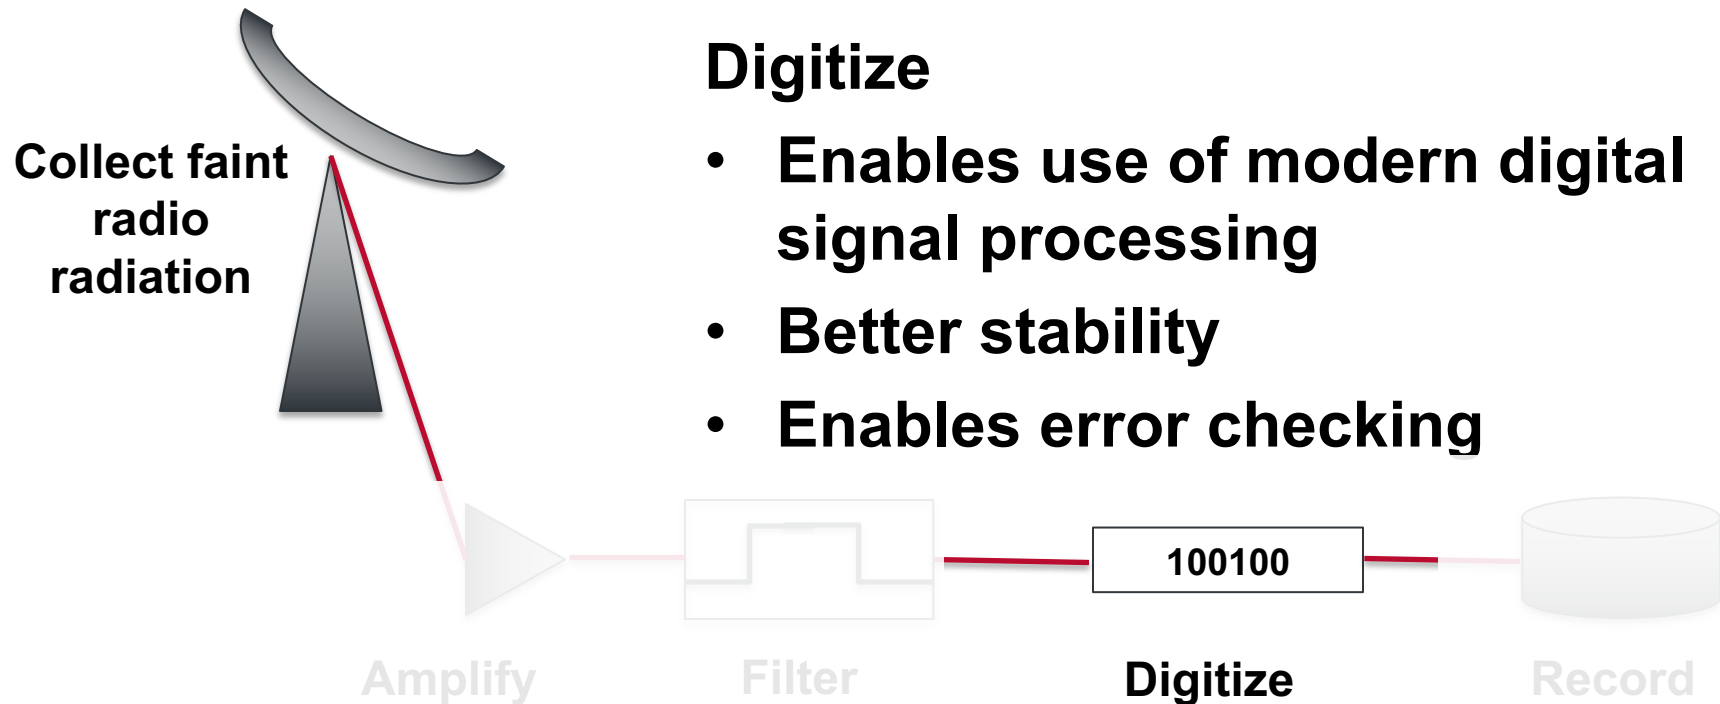 Digitize
• Enables use of modern digital
signal processing
• Better stability
• Enables error checking
Collect faint
radio
radiation
100100
Amplify
Filter
Digitize
Record